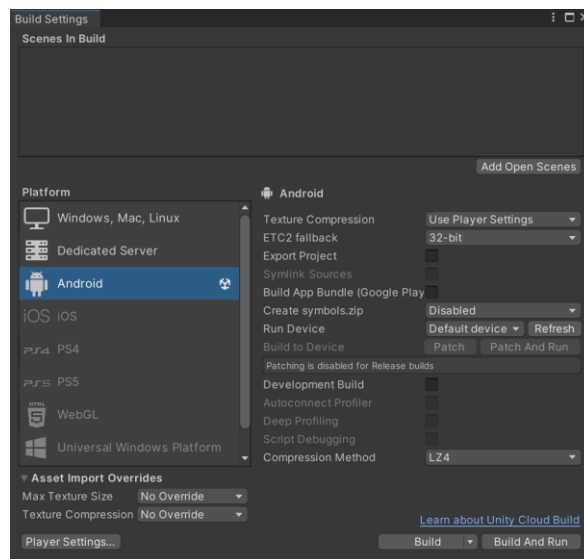 Build Settings
Scenes In Build
Add Open Scenes
Platform
Windows, Mac, Linux
Dedicated Server
Android
iOS iOS
PS4 PS4
PS5 PS5
HTML 5 WebGL
Universal Windows Platform
Android
Texture Compression Use Player Settings
ETC2 fallback 32-bit
Export Project
Symlink Sources
Build App Bundle (Google Play
Create symbols.zip Disabled
Run Device Default device Refresh
Build to Device Patch Patch And Run
Patching is disabled for Release builds
Development Build
Autoconnect Profiler
Deep Profiling
Script Debugging
Compression Method LZ4
Asset Import Overrides
Max Texture Size No Override
Texture Compression No Override
Learn about Unity Cloud Build
Player Settings... Build Build And Run